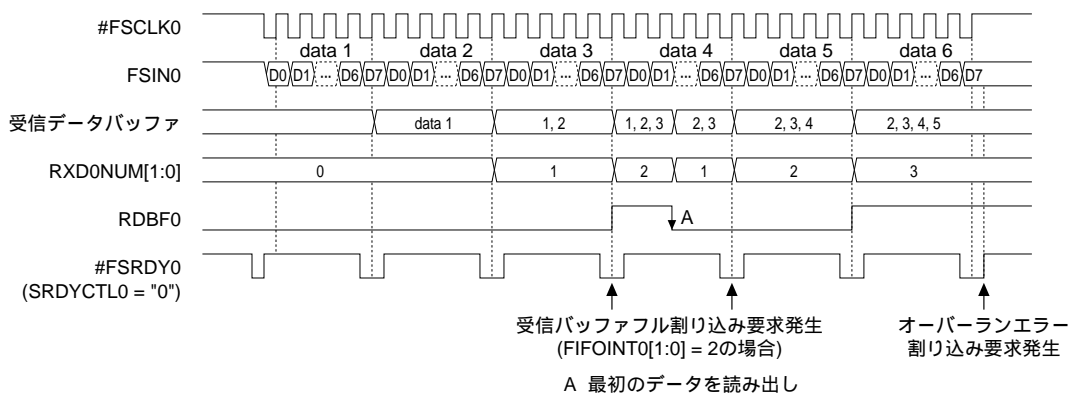 #FSCLK0
data 1 data 2 data 3 data 4 data 5 data 6
FSIN0 D0 D1 ... D6 D7 D0 D1 ... D6 D7 D0 D1 ... D6 D7 D0 D1 ... D6 D7 D0 D1 ... D6 D7 D0 D1 ... D6 D7
受信データバッファ data 1 1, 2 1, 2, 3 2, 3 2, 3, 4 2, 3, 4, 5
RXD0NUM[1:0] 0 1 2 1 2 3
RDBF0 A
#FSRDY0
(SRDYCTL0 = "0")
受信バッファフル割り込み要求発生
(FIFOINT0[1:0] = 2の場合)
オーバーランエラー
割り込み要求発生
A 最初のデータを読み出し